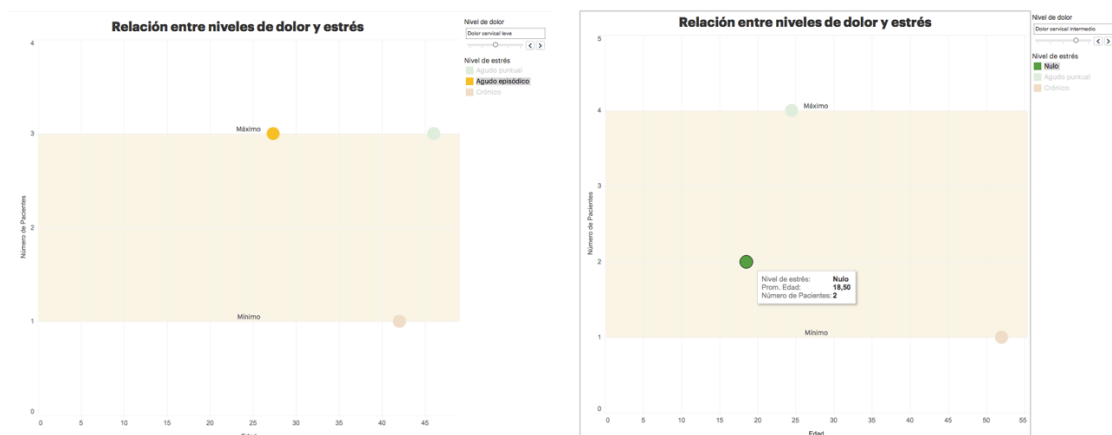 Relación entre niveles de dolor y estrés
Nivel de dolor
Dolor cervical leve
Nivel de estrés
Agudo puntual
Agudo episódico
Crónico
4
3
2
1
0
Número de Pacientes
Máximo
Mínimo
0 5 10 15 20 25 30 35 40 45
Edad
Relación entre niveles de dolor y estrés
Nivel de dolor
Dolor cervical intermedio
Nivel de estrés
Nulo
Agudo puntual
Crónico
5
4
3
2
1
0
Número de Pacientes
Máximo
Nivel de estrés: Nulo
Prom. Edad: 18,50
Número de Pacientes: 2
Mínimo
0 5 10 15 20 25 30 35 40 45 50 55
Edad